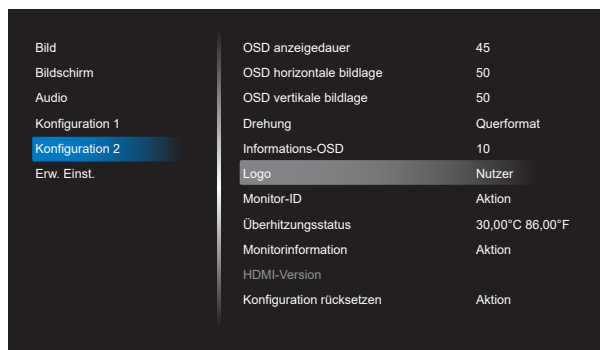 Bild
Bildschirm
Audio
Konfiguration 1
Konfiguration 2
Erw. Einst.
OSD anzeigedauer 45
OSD horizontale bildlage 50
OSD vertikale bildlage 50
Drehung Querformat
Informations-OSD 10
Logo Nutzer
Monitor-ID Aktion
Überhitzungsstatus 30,00°C 86,00°F
Monitorinformation Aktion
HDMI-Version
Konfiguration rücksetzen Aktion